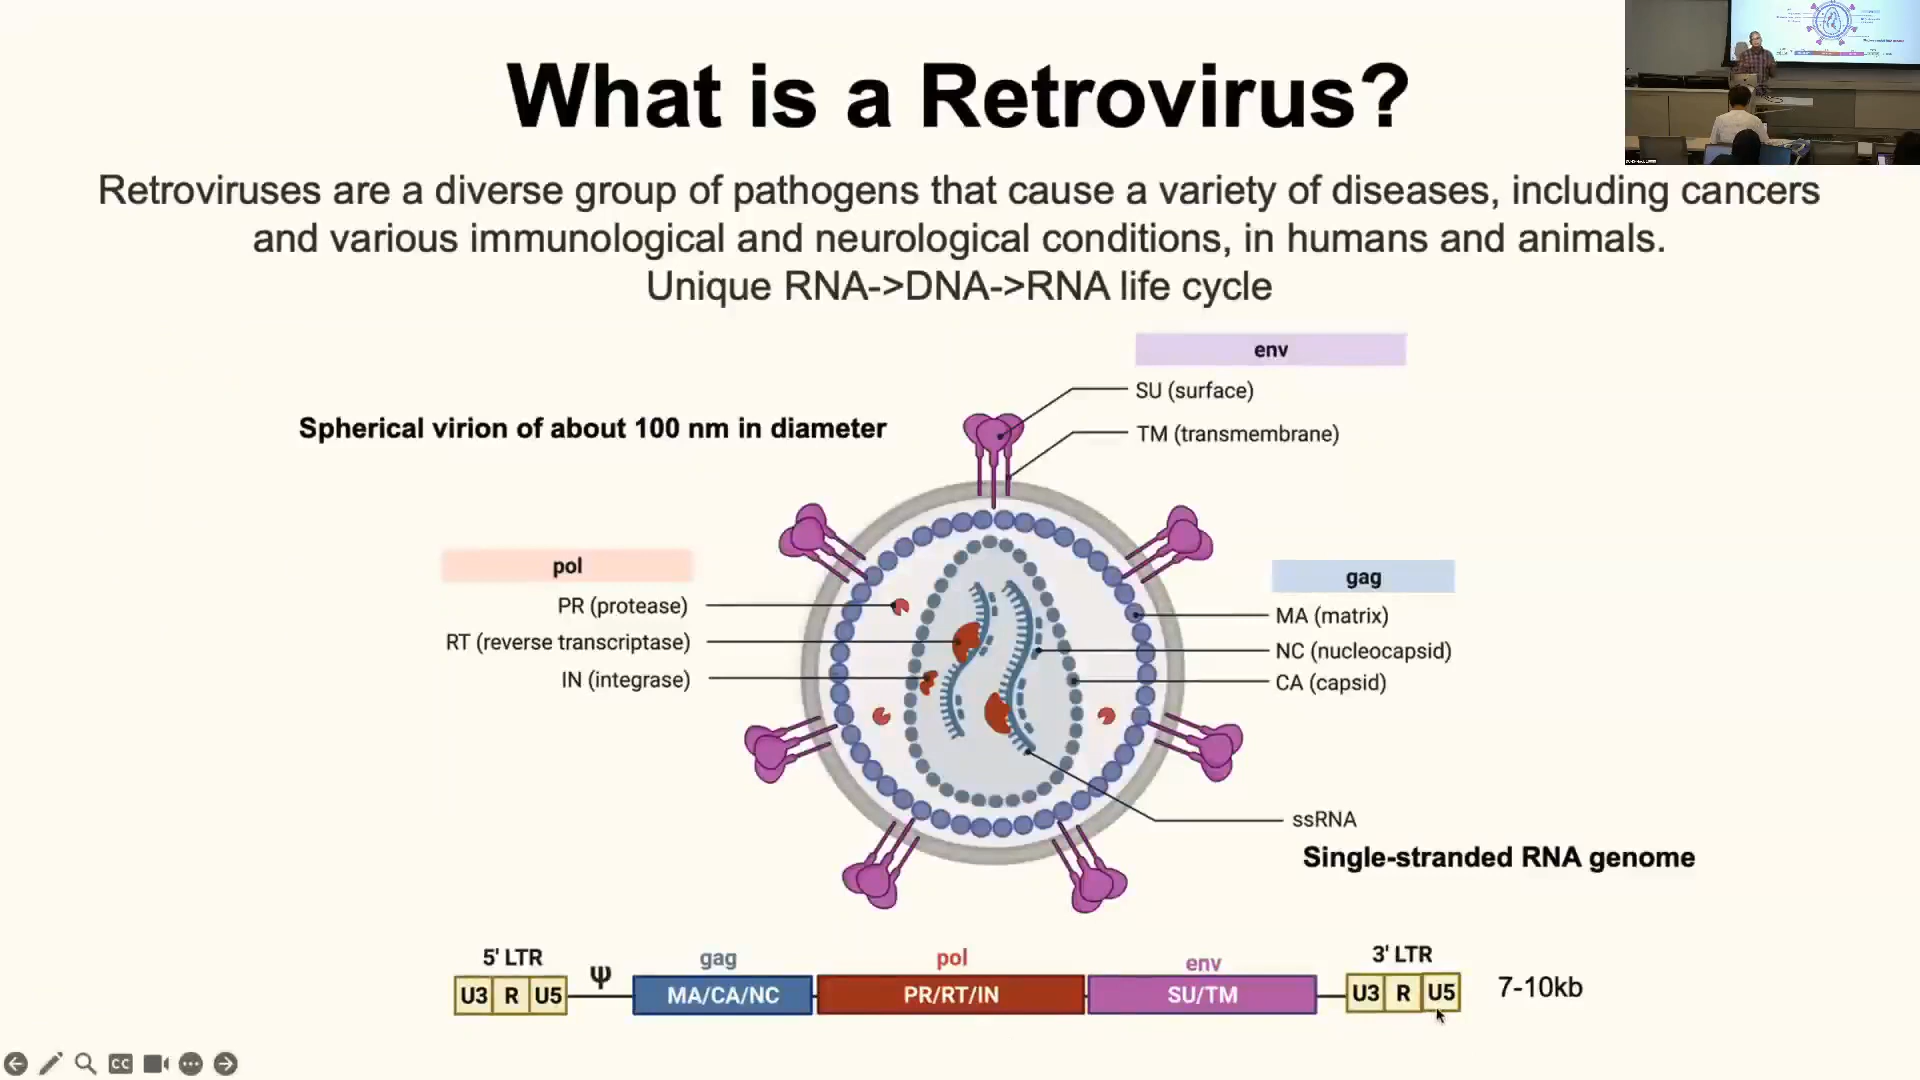 What is a Retrovirus?
Retroviruses are a diverse group of pathogens that cause a variety of diseases, including cancers
and various immunological and neurological conditions, in humans and animals.
Unique RNA->DNA->RNA life cycle
env
SU (surface)
Spherical virion of about 100 nm in diameter
TM (transmembrane)
pol
gag
PR (protease)
MA (matrix)
RT (reverse transcriptase)
NC (nucleocapsid)
IN (integrase)
CA (capsid)
ssRNA
Single-stranded RNA genome
5' LTR
Ψ
gag
pol
env
3' LTR
U3 R U5
MA/CA/NC
PR/RT/IN
SU/TM
U3 R U5
7-10kb
CC